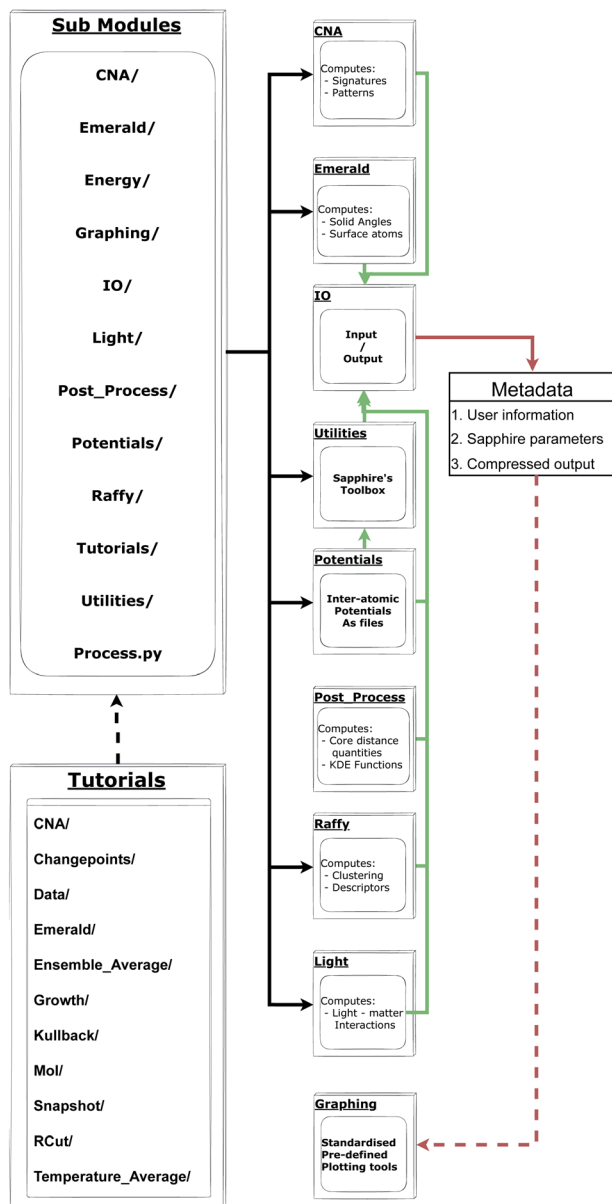 Sub Modules
CNA/
Emerald/
Energy/
Graphing/
IO/
Light/
Post_Process/
Potentials/
Raffy/
Tutorials/
Utilities/
Process.py
Tutorials
CNA/
Changepoints/
Data/
Emerald/
Ensemble_Average/
Growth/
Kullback/
Mol/
Snapshot/
RCut/
Temperature_Average/
CNA
Computes:
- Signatures
- Patterns
Emerald
Computes:
- Solid Angles
- Surface atoms
IO
Input
/
Output
Utilities
Sapphire's
Toolbox
Potentials
Inter-atomic
Potentials
As files
Post_Process
Computes:
- Core distance
quantities
- KDE Functions
Raffy
Computes:
- Clustering
- Descriptors
Light
Computes:
- Light - matter
Interactions
Graphing
Standardised
Pre-defined
Plotting tools
Metadata
1. User information
2. Sapphire parameters
3. Compressed output